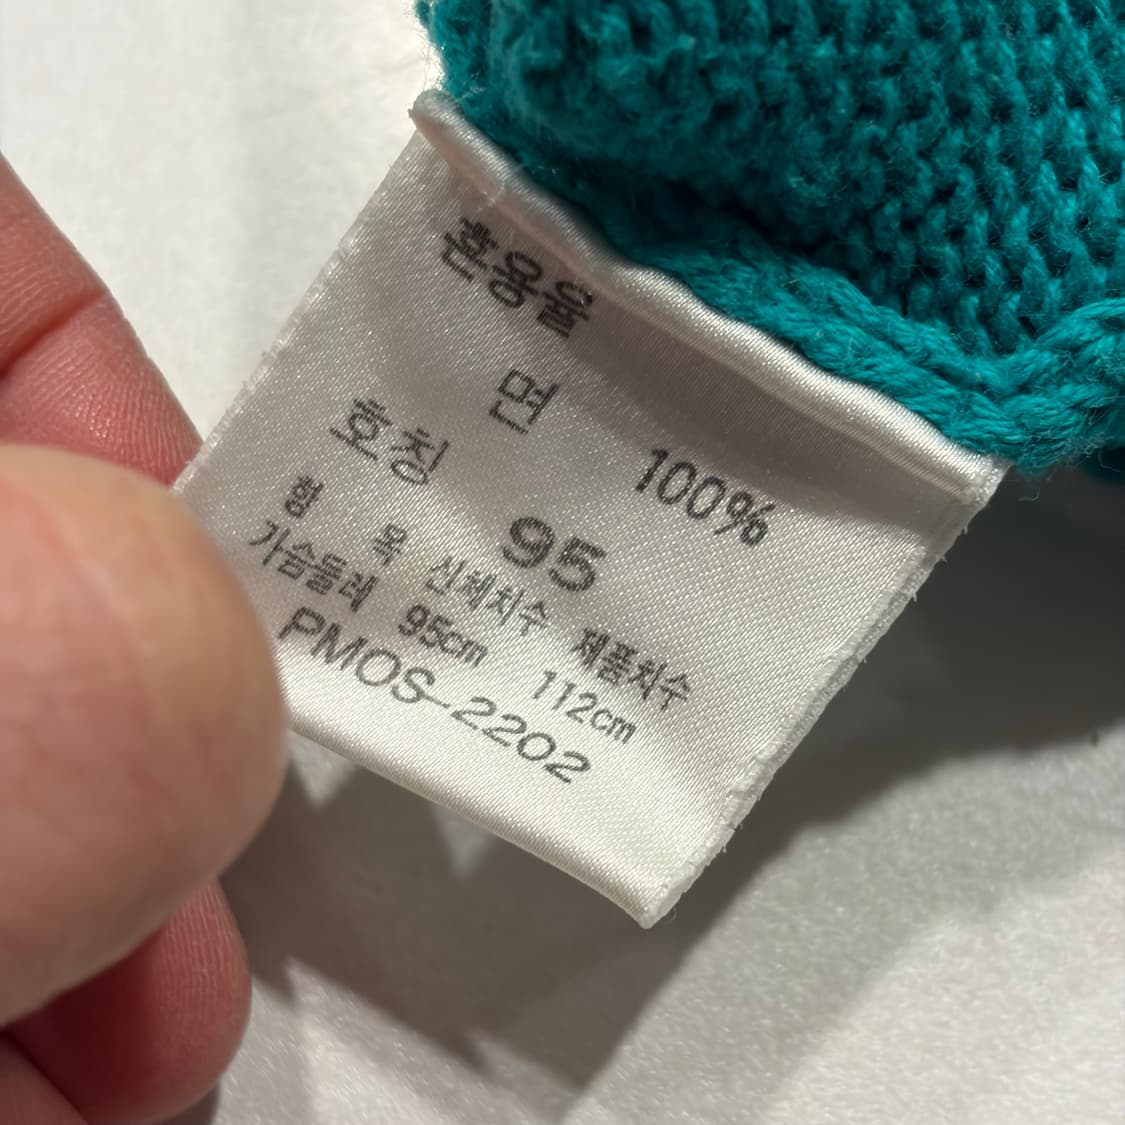 혼용율
면 100%
호칭 95
항 목 신체치수 제품치수
가슴둘레 95cm 112cm
PMOS-2202